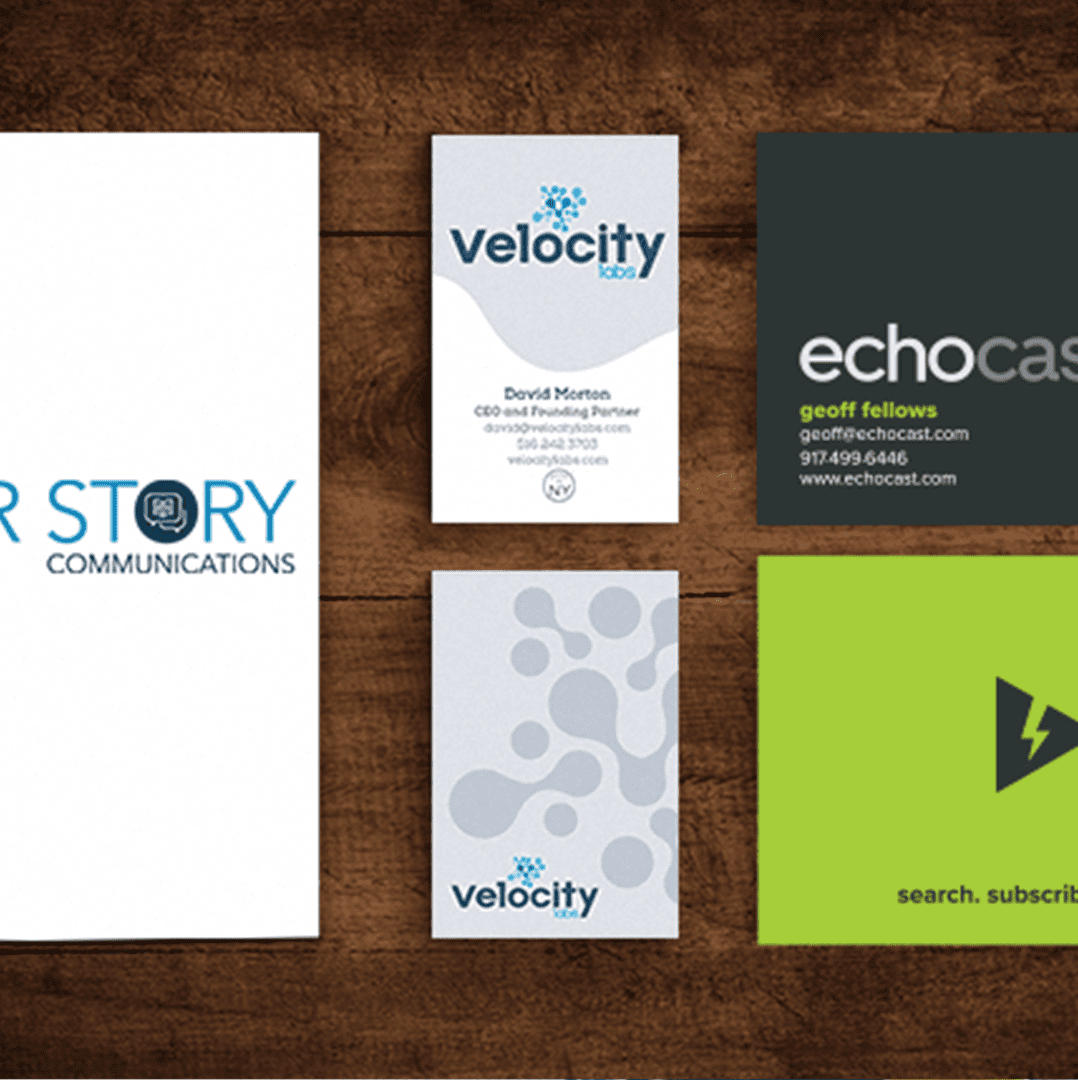 R STORY
COMMUNICATIONS
velocity
labs
David Morton
CEO and Founding Partner
david@velocitylabs.com
516.242.3703
velocitylabs.com
NY
velocity
labs
echocas
geoff fellows
geoff@echocast.com
917.499.6446
www.echocast.com
search. subscrib